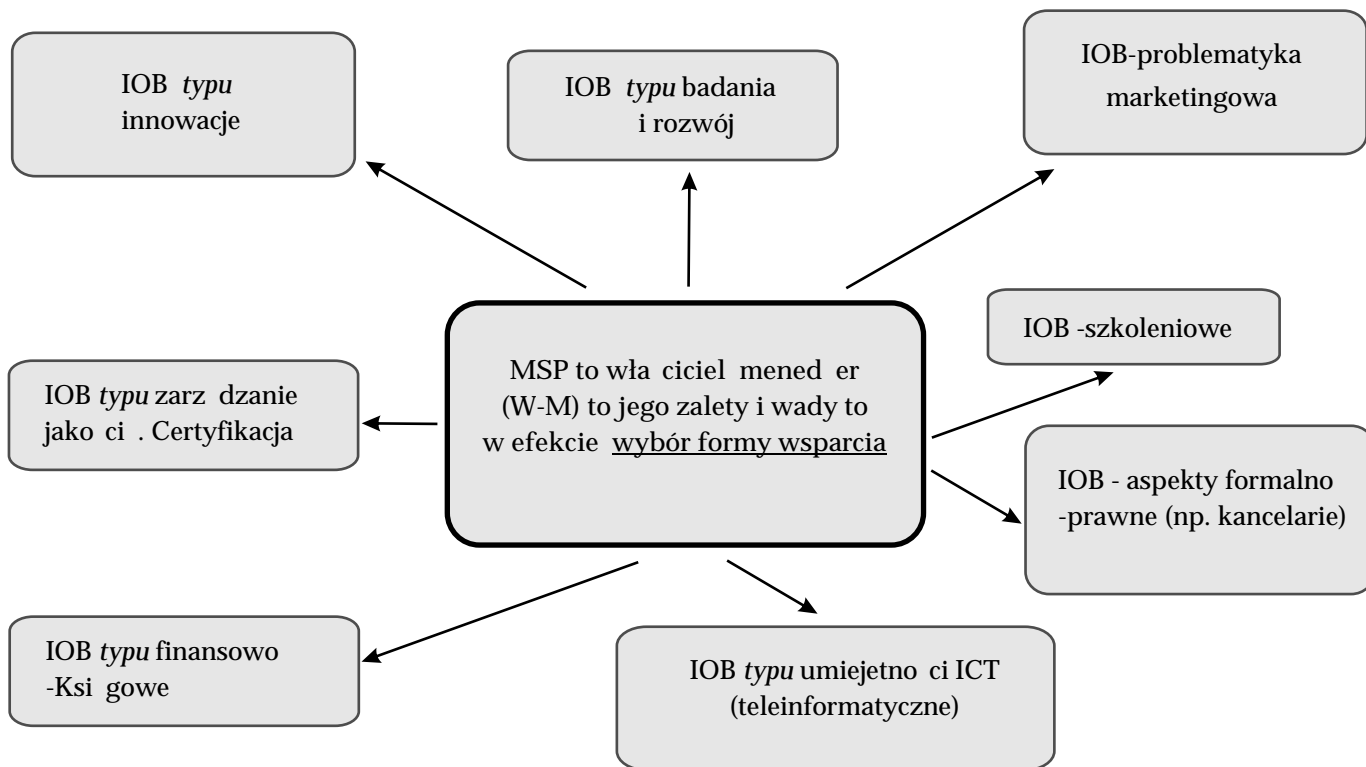 IOB typu
innowacje
IOB typu badania
i rozwój
IOB-problematyka
marketingowa
IOB -szkoleniowe
MSP to wła ciciel mened er
(W-M) to jego zalety i wady to
w efekcie wybór formy wsparcia
IOB typu zarz dzanie
jako ci . Certyfikacja
IOB - aspekty formalno
-prawne (np. kancelarie)
IOB typu finansowo
-Ksi gowe
IOB typu umiejetno ci ICT
(teleinformatyczne)